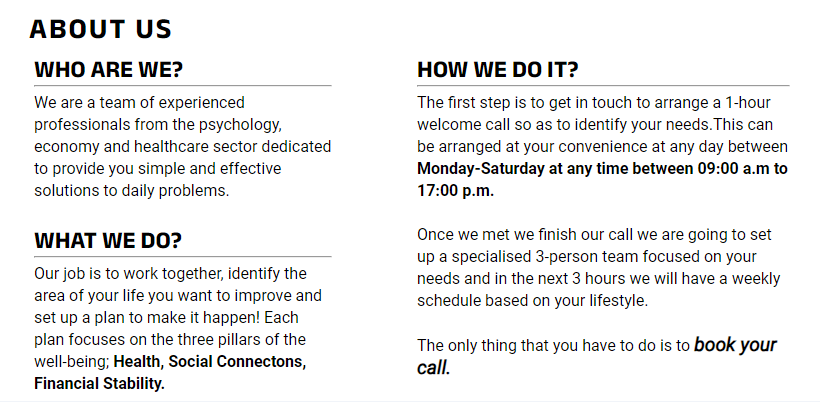 ABOUT US
WHO ARE WE?
We are a team of experienced
professionals from the psychology,
economy and healthcare sector dedicated
to provide you simple and effective
solutions to daily problems.
WHAT WE DO?
Our job is to work together, identify the
area of your life you want to improve and
set up a plan to make it happen! Each
plan focuses on the three pillars of the
well-being; Health, Social Connectons,
Financial Stability.
HOW WE DO IT?
The first step is to get in touch to arrange a 1-hour
welcome call so as to identify your needs.This can
be arranged at your convenience at any day between
Monday-Saturday at any time between 09:00 a.m to
17:00 p.m.
Once we met we finish our call we are going to set
up a specialised 3-person team focused on your
needs and in the next 3 hours we will have a weekly
schedule based on your lifestyle.
The only thing that you have to do is to book your
call.